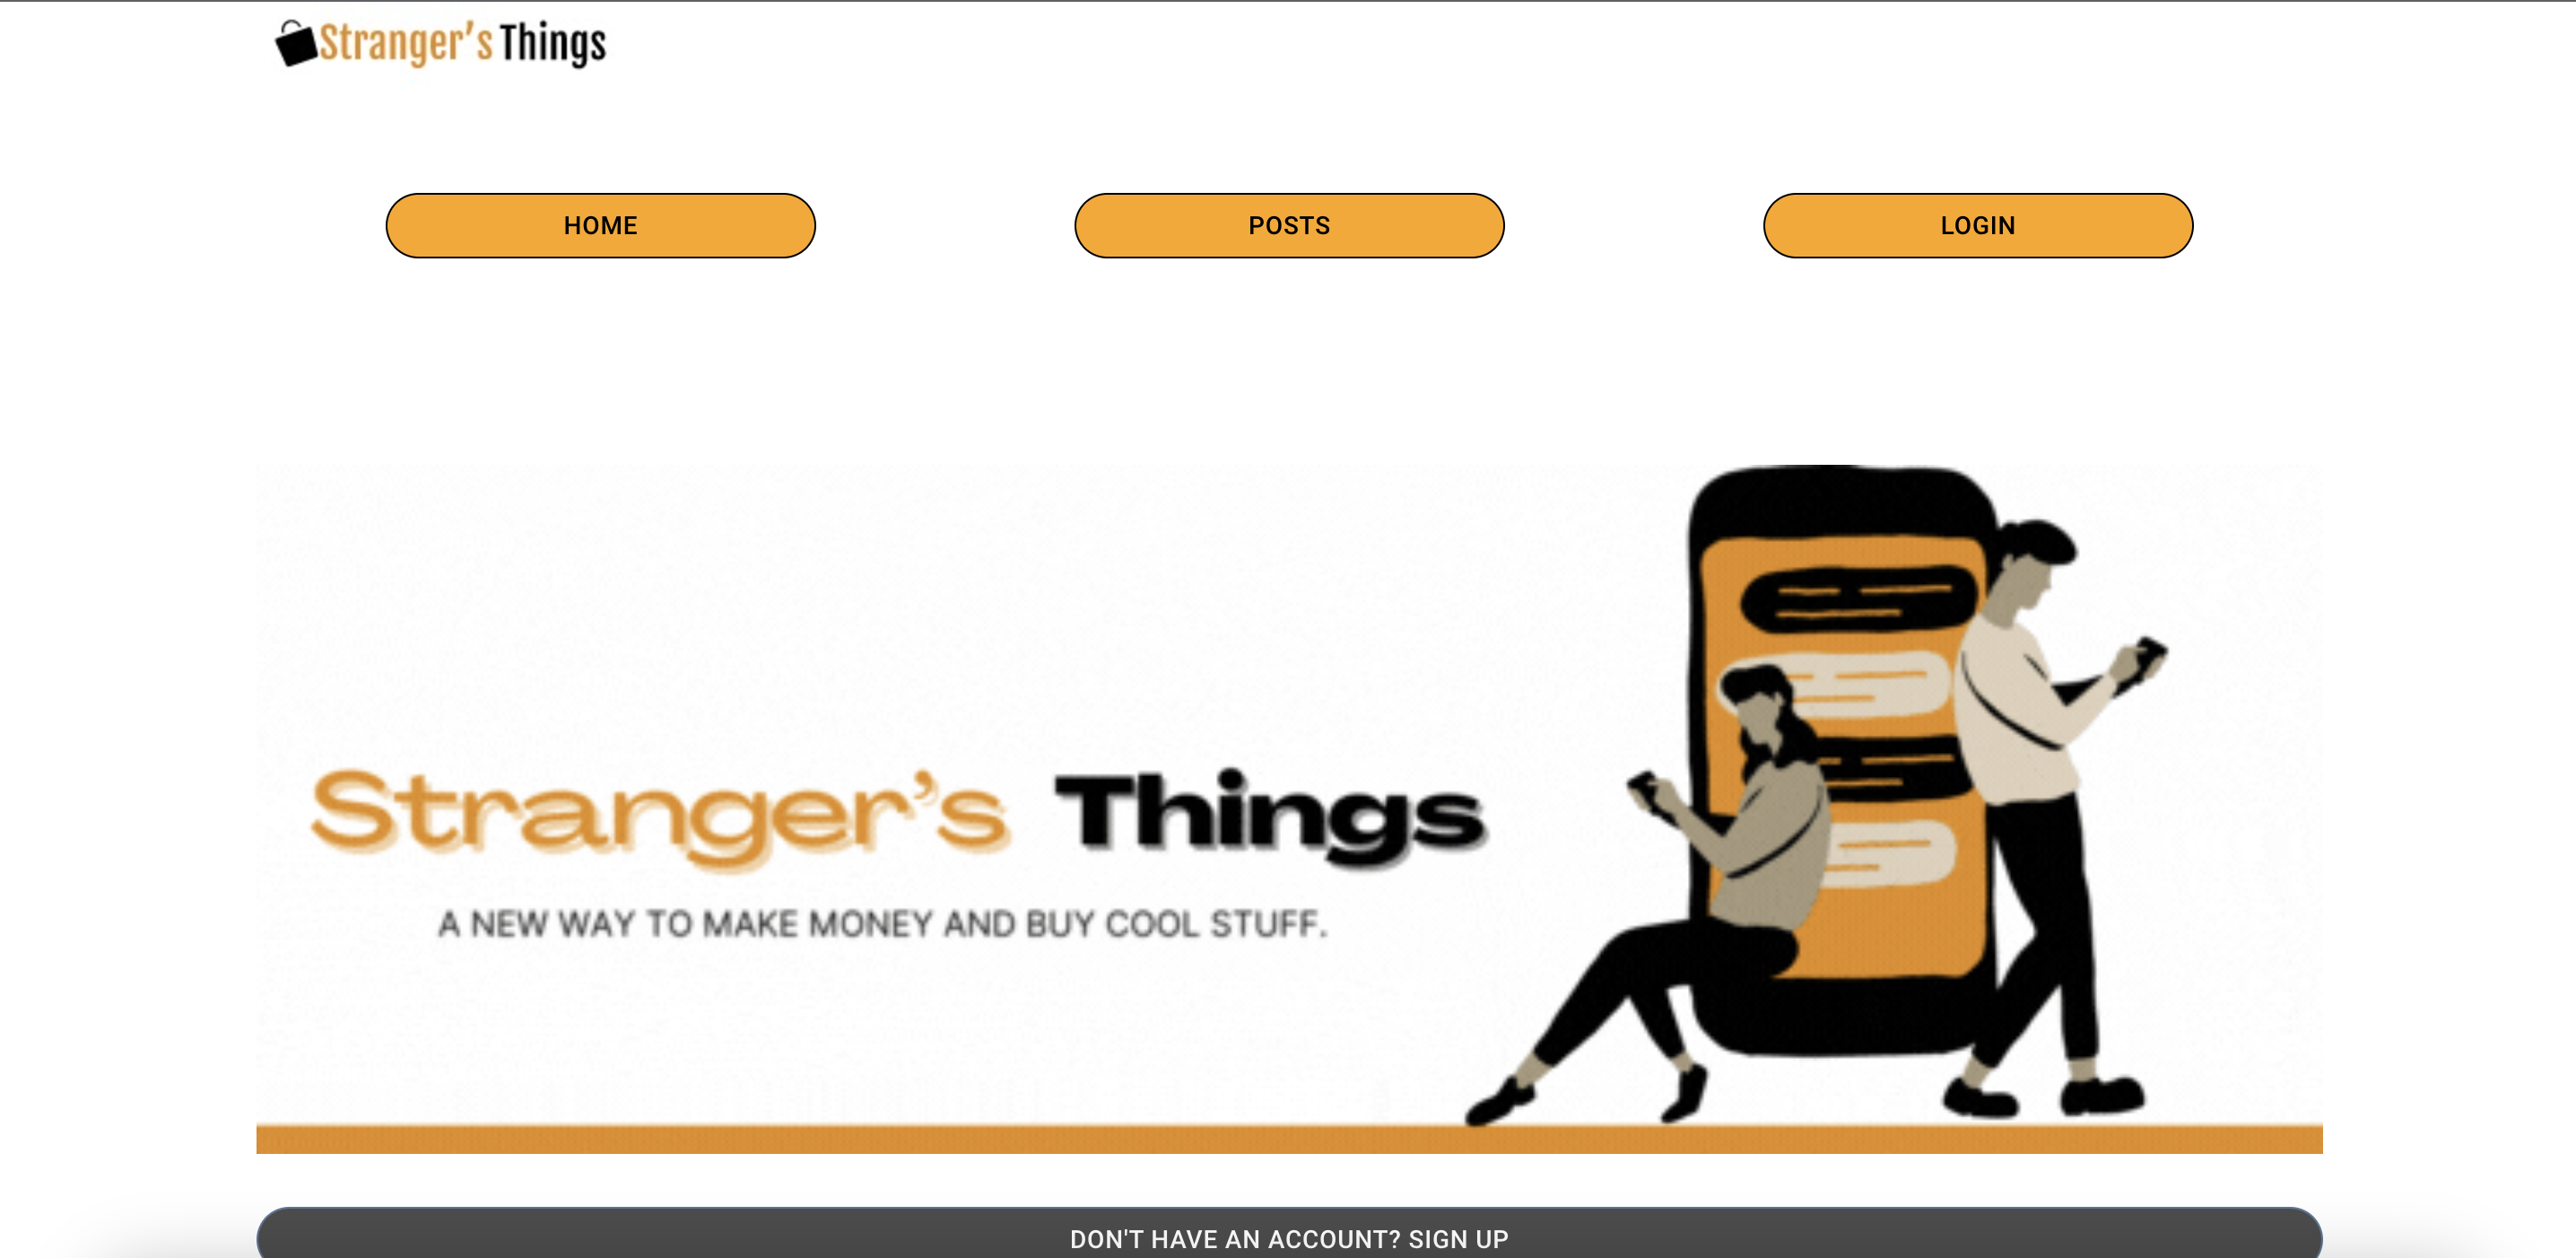 Stranger’s Things
HOME
POSTS
LOGIN
Stranger’s Things
A NEW WAY TO MAKE MONEY AND BUY COOL STUFF.
DON'T HAVE AN ACCOUNT? SIGN UP